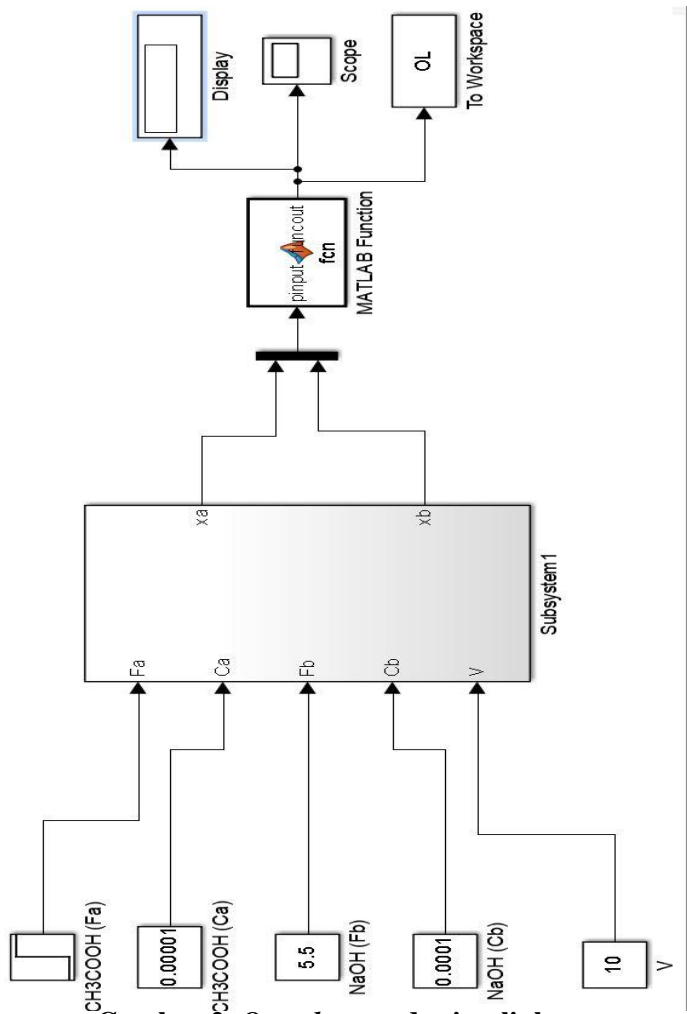 CH3COOH (Fa)
0.00001
CH3COOH (Ca)
5.5
NaOH (Fb)
0.0001
NaOH (Cb)
10
V
Fa
Ca
Fb
Cb
V
xa
xb
Subsystem1
pinput
funcout
fcn
MATLAB Function
Display
Scope
OL
To Workspace